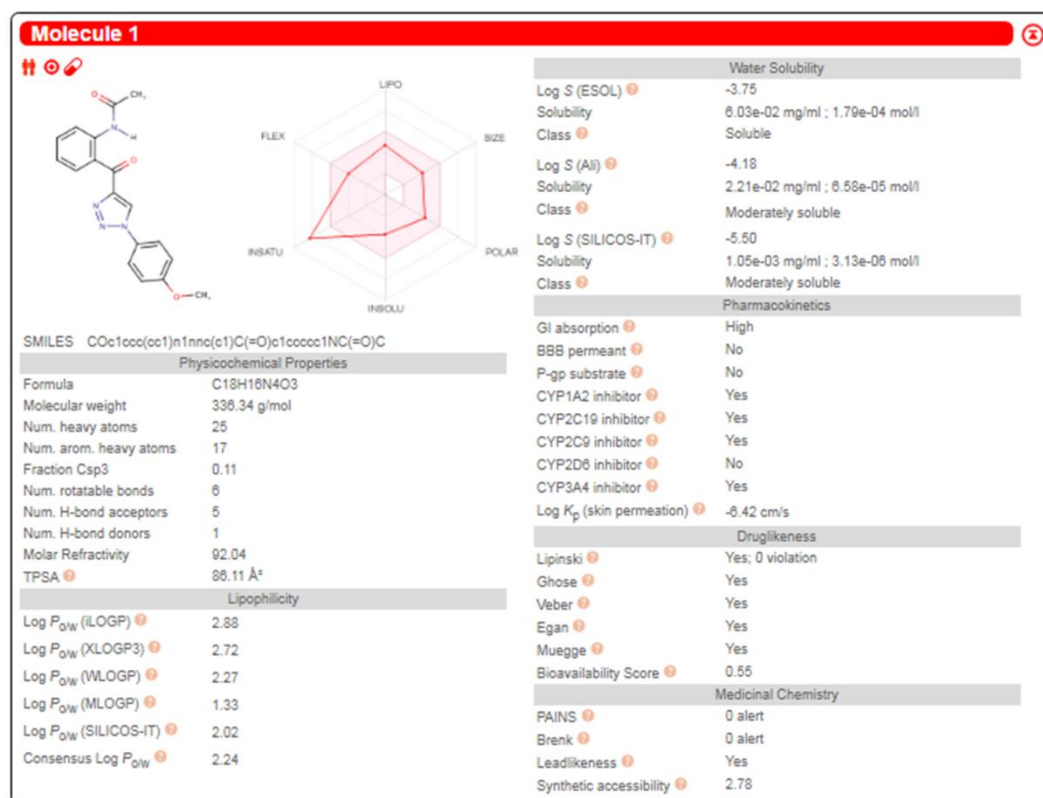 Molecule 1
CH₃
O
N
H
O
N
N
N
O
CH₃
LIPO
FLEX
SIZE
INSATU
POLAR
INSOLU
SMILES COc1ccc(cc1)n1nnc(c1)C(=O)c1ccccc1NC(=O)C
Physicochemical Properties
Formula C18H16N4O3
Molecular weight 336.34 g/mol
Num. heavy atoms 25
Num. arom. heavy atoms 17
Fraction Csp3 0.11
Num. rotatable bonds 6
Num. H-bond acceptors 5
Num. H-bond donors 1
Molar Refractivity 92.04
TPSA ? 86.11 Å²
Lipophilicity
Log Po/w (iLOGP) ? 2.88
Log Po/w (XLOGP3) ? 2.72
Log Po/w (WLOGP) ? 2.27
Log Po/w (MLOGP) ? 1.33
Log Po/w (SILICOS-IT) ? 2.02
Consensus Log Po/w ? 2.24
Water Solubility
Log S (ESOL) ? -3.75
Solubility 6.03e-02 mg/ml ; 1.79e-04 mol/l
Class ? Soluble
Log S (Ali) ? -4.18
Solubility 2.21e-02 mg/ml ; 6.58e-05 mol/l
Class ? Moderately soluble
Log S (SILICOS-IT) ? -5.50
Solubility 1.05e-03 mg/ml ; 3.13e-06 mol/l
Class ? Moderately soluble
Pharmacokinetics
GI absorption ? High
BBB permeant ? No
P-gp substrate ? No
CYP1A2 inhibitor ? Yes
CYP2C19 inhibitor ? Yes
CYP2C9 inhibitor ? Yes
CYP2D6 inhibitor ? No
CYP3A4 inhibitor ? Yes
Log Kp (skin permeation) ? -6.42 cm/s
Druglikeness
Lipinski ? Yes; 0 violation
Ghose ? Yes
Veber ? Yes
Egan ? Yes
Muegge ? Yes
Bioavailability Score ? 0.55
Medicinal Chemistry
PAINS ? 0 alert
Brenk ? 0 alert
Leadlikeness ? Yes
Synthetic accessibility ? 2.78